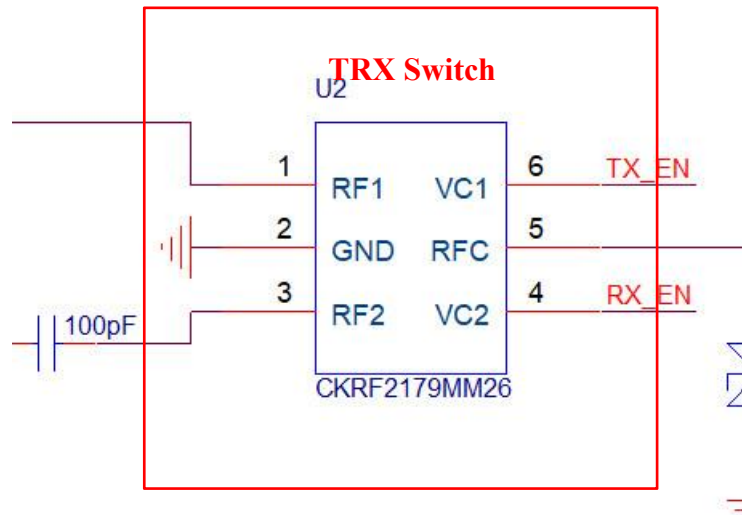 TRX Switch
U2
1 RF1 VC1 6 TX_EN
2 GND RFC 5
3 RF2 VC2 4 RX_EN
100pF
CKRF2179MM26